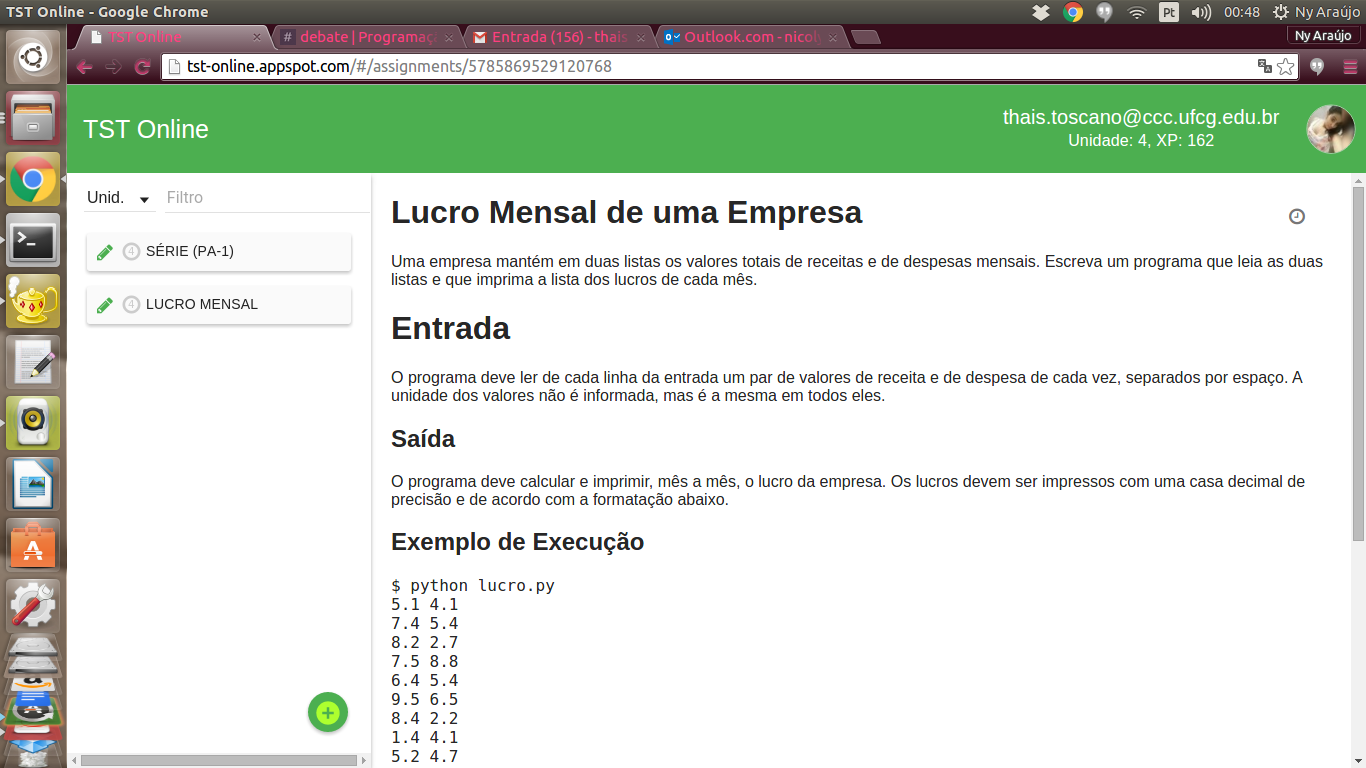 TST Online - Google Chrome
Pt
00:48
Ny Araújo
TST Online
# debate | Programaç
Entrada (156) - thais
Outlook.com - nicoly
Ny Araújo
tst-online.appspot.com/#/assignments/5785869529120768
TST Online
thais.toscano@ccc.ufcg.edu.br
Unidade: 4, XP: 162
Unid.
Filtro
4 SÉRIE (PA-1)
4 LUCRO MENSAL
Lucro Mensal de uma Empresa
Uma empresa mantém em duas listas os valores totais de receitas e de despesas mensais. Escreva um programa que leia as duas
listas e que imprima a lista dos lucros de cada mês.
Entrada
O programa deve ler de cada linha da entrada um par de valores de receita e de despesa de cada vez, separados por espaço. A
unidade dos valores não é informada, mas é a mesma em todos eles.
Saída
O programa deve calcular e imprimir, mês a mês, o lucro da empresa. Os lucros devem ser impressos com uma casa decimal de
precisão e de acordo com a formatação abaixo.
Exemplo de Execução
$ python lucro.py
5.1 4.1
7.4 5.4
8.2 2.7
7.5 8.8
6.4 5.4
9.5 6.5
8.4 2.2
1.4 4.1
5.2 4.7